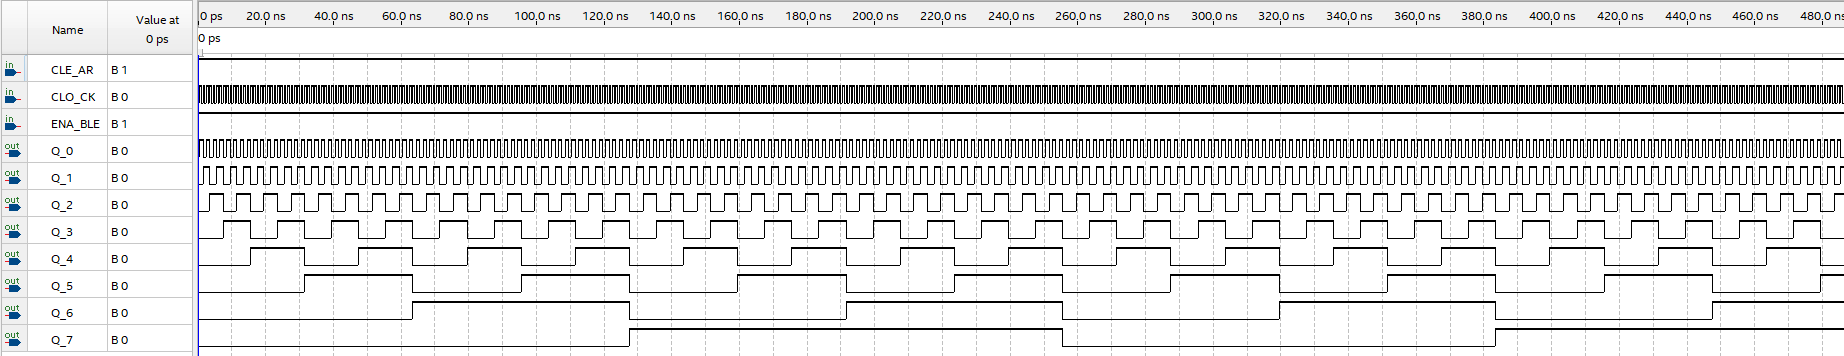 Name Value at 0 ps
0 ps 20.0 ns 40.0 ns 60.0 ns 80.0 ns 100.0 ns 120.0 ns 140.0 ns 160.0 ns 180.0 ns 200.0 ns 220.0 ns 240.0 ns 260.0 ns 280.0 ns 300.0 ns 320.0 ns 340.0 ns 360.0 ns 380.0 ns 400.0 ns 420.0 ns 440.0 ns 460.0 ns 480.0 ns
0 ps
in CLE_AR B 1
in CLO_CK B 0
in ENA_BLE B 1
out Q_0 B 0
out Q_1 B 0
out Q_2 B 0
out Q_3 B 0
out Q_4 B 0
out Q_5 B 0
out Q_6 B 0
out Q_7 B 0